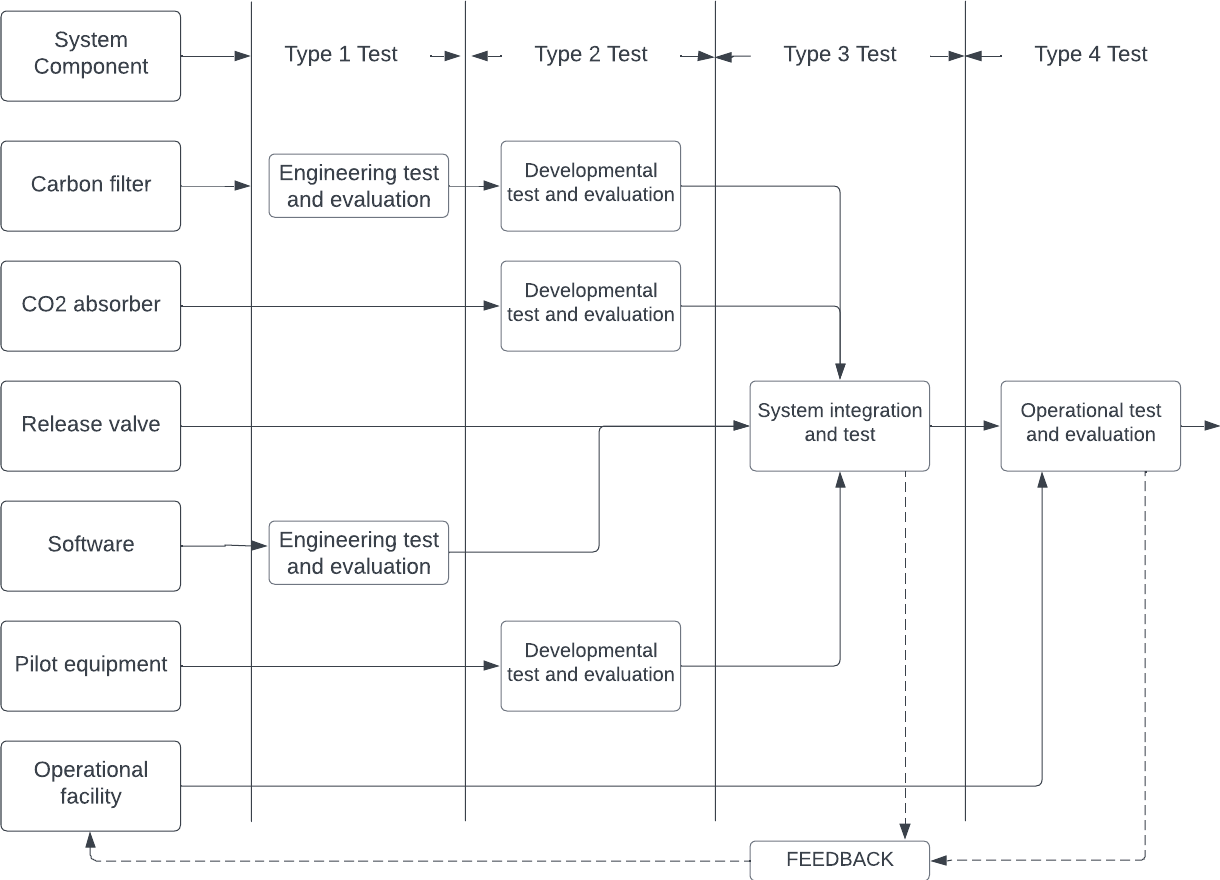 System
Component
Type 1 Test
Type 2 Test
Type 3 Test
Type 4 Test
Carbon filter
Engineering test
and evaluation
Developmental
test and evaluation
CO2 absorber
Developmental
test and evaluation
Release valve
System integration
and test
Operational test
and evaluation
Software
Engineering test
and evaluation
Pilot equipment
Developmental
test and evaluation
Operational
facility
FEEDBACK